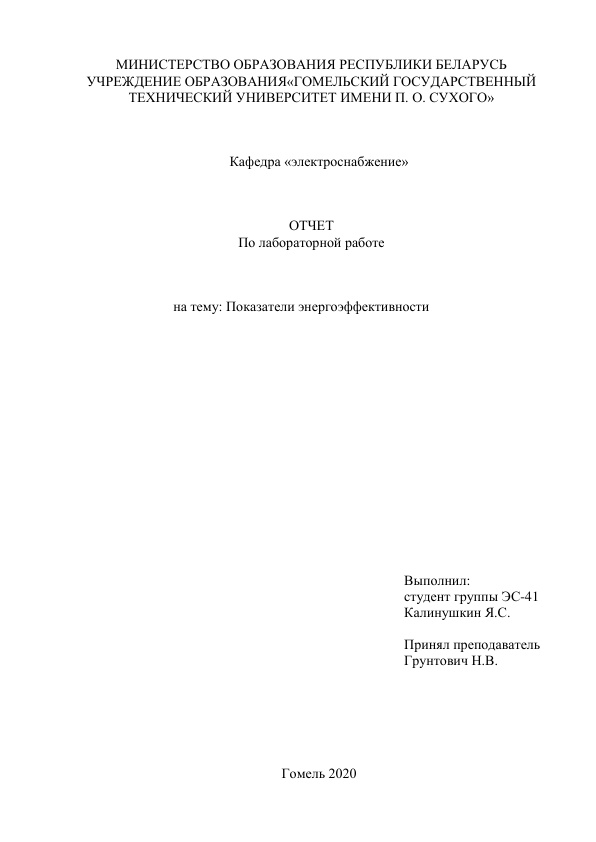 МИНИСТЕРСТВО ОБРАЗОВАНИЯ РЕСПУБЛИКИ БЕЛАРУСЬ
УЧРЕЖДЕНИЕ ОБРАЗОВАНИЯ«ГОМЕЛЬСКИЙ ГОСУДАРСТВЕННЫЙ
ТЕХНИЧЕСКИЙ УНИВЕРСИТЕТ ИМЕНИ П. О. СУХОГО»
Кафедра «электроснабжение»
ОТЧЕТ
По лабораторной работе
на тему: Показатели энергоэффективности
Выполнил:
студент группы ЭС-41
Калинушкин Я.С.
Принял преподаватель
Грунтович Н.В.
Гомель 2020